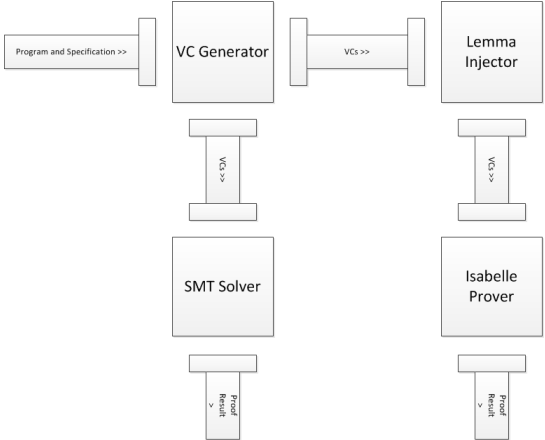 Program and Specification >>
VC Generator
VCs >>
Lemma
Injector
VCs >>
VCs >>
SMT Solver
Isabelle
Prover
Proof
Result
>
Proof
Result
>